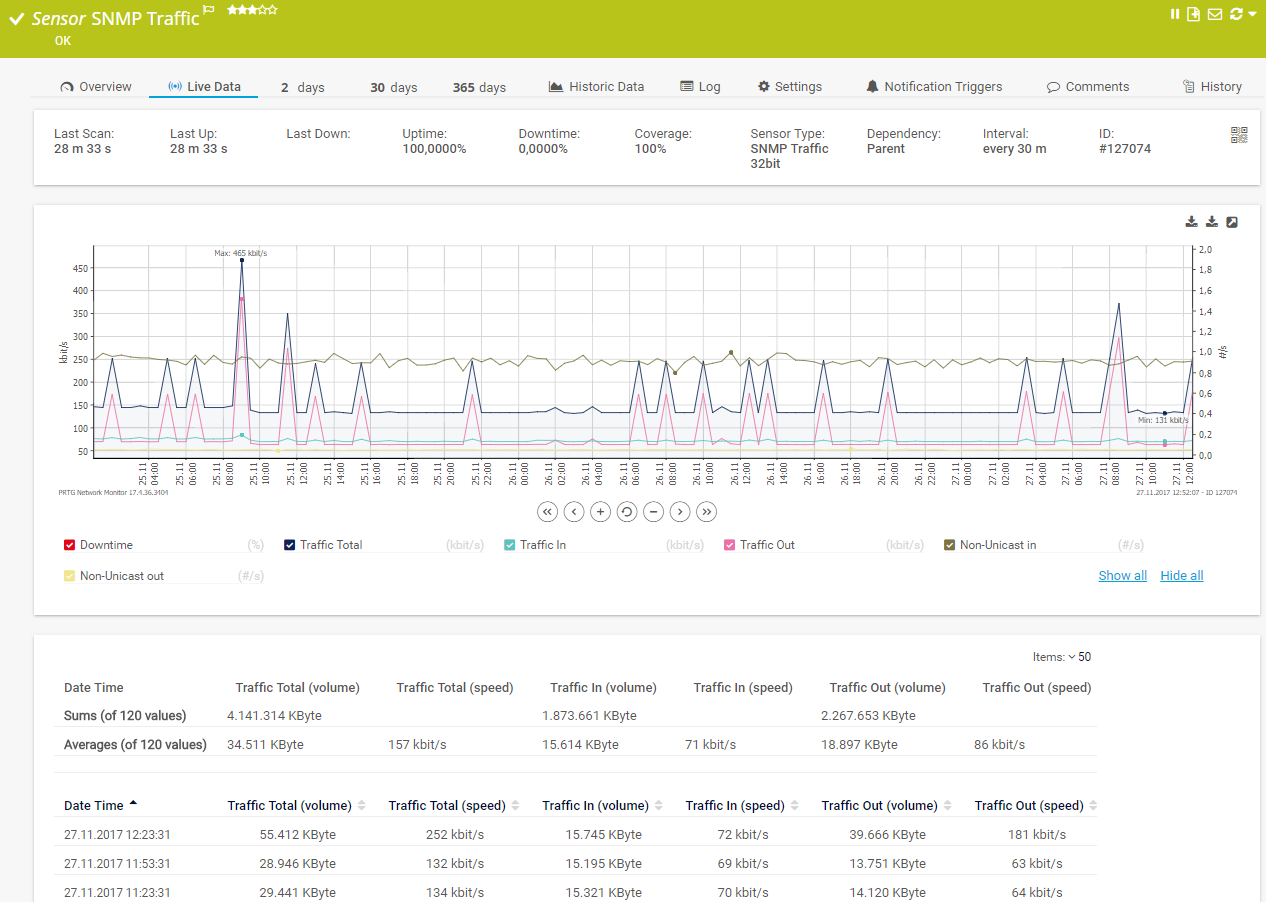 Sensor SNMP Traffic
OK
Overview Live Data 2 days 30 days 365 days Historic Data Log Settings Notification Triggers Comments History
Last Scan: Last Up: Last Down: Uptime: Downtime: Coverage: Sensor Type: Dependency: Interval: ID:
28 m 33 s 28 m 33 s 100,0000% 0,0000% 100% SNMP Traffic Parent every 30 m #127074
32bit
Max: 465 kbit/s
450
400
350
300
250
200
150
100
50
kbit/s
2,0
1,8
1,6
1,4
1,2
1,0
0,8
0,6
0,4
0,2
0,0
#/s
Min: 131 kbit/s
25.11 04:00
25.11 06:00
25.11 08:00
25.11 10:00
25.11 12:00
25.11 14:00
25.11 16:00
25.11 18:00
25.11 20:00
25.11 22:00
26.11 00:00
26.11 02:00
26.11 04:00
26.11 06:00
26.11 08:00
26.11 10:00
26.11 12:00
26.11 14:00
26.11 16:00
26.11 18:00
26.11 20:00
26.11 22:00
27.11 00:00
27.11 02:00
27.11 04:00
27.11 06:00
27.11 08:00
27.11 10:00
27.11 12:00
PRTG Network Monitor 17.4.36.3404 27.11.2017 12:52:07 - ID 127074
Downtime (%) Traffic Total (kbit/s) Traffic In (kbit/s) Traffic Out (kbit/s) Non-Unicast in (#/s)
Non-Unicast out (#/s) Show all Hide all
Items: 50
Date Time Traffic Total (volume) Traffic Total (speed) Traffic In (volume) Traffic In (speed) Traffic Out (volume) Traffic Out (speed)
Sums (of 120 values) 4.141.314 KByte 1.873.661 KByte 2.267.653 KByte
Averages (of 120 values) 34.511 KByte 157 kbit/s 15.614 KByte 71 kbit/s 18.897 KByte 86 kbit/s
Date Time Traffic Total (volume) Traffic Total (speed) Traffic In (volume) Traffic In (speed) Traffic Out (volume) Traffic Out (speed)
27.11.2017 12:23:31 55.412 KByte 252 kbit/s 15.745 KByte 72 kbit/s 39.666 KByte 181 kbit/s
27.11.2017 11:53:31 28.946 KByte 132 kbit/s 15.195 KByte 69 kbit/s 13.751 KByte 63 kbit/s
27.11.2017 11:23:31 29.441 KByte 134 kbit/s 15.321 KByte 70 kbit/s 14.120 KByte 64 kbit/s